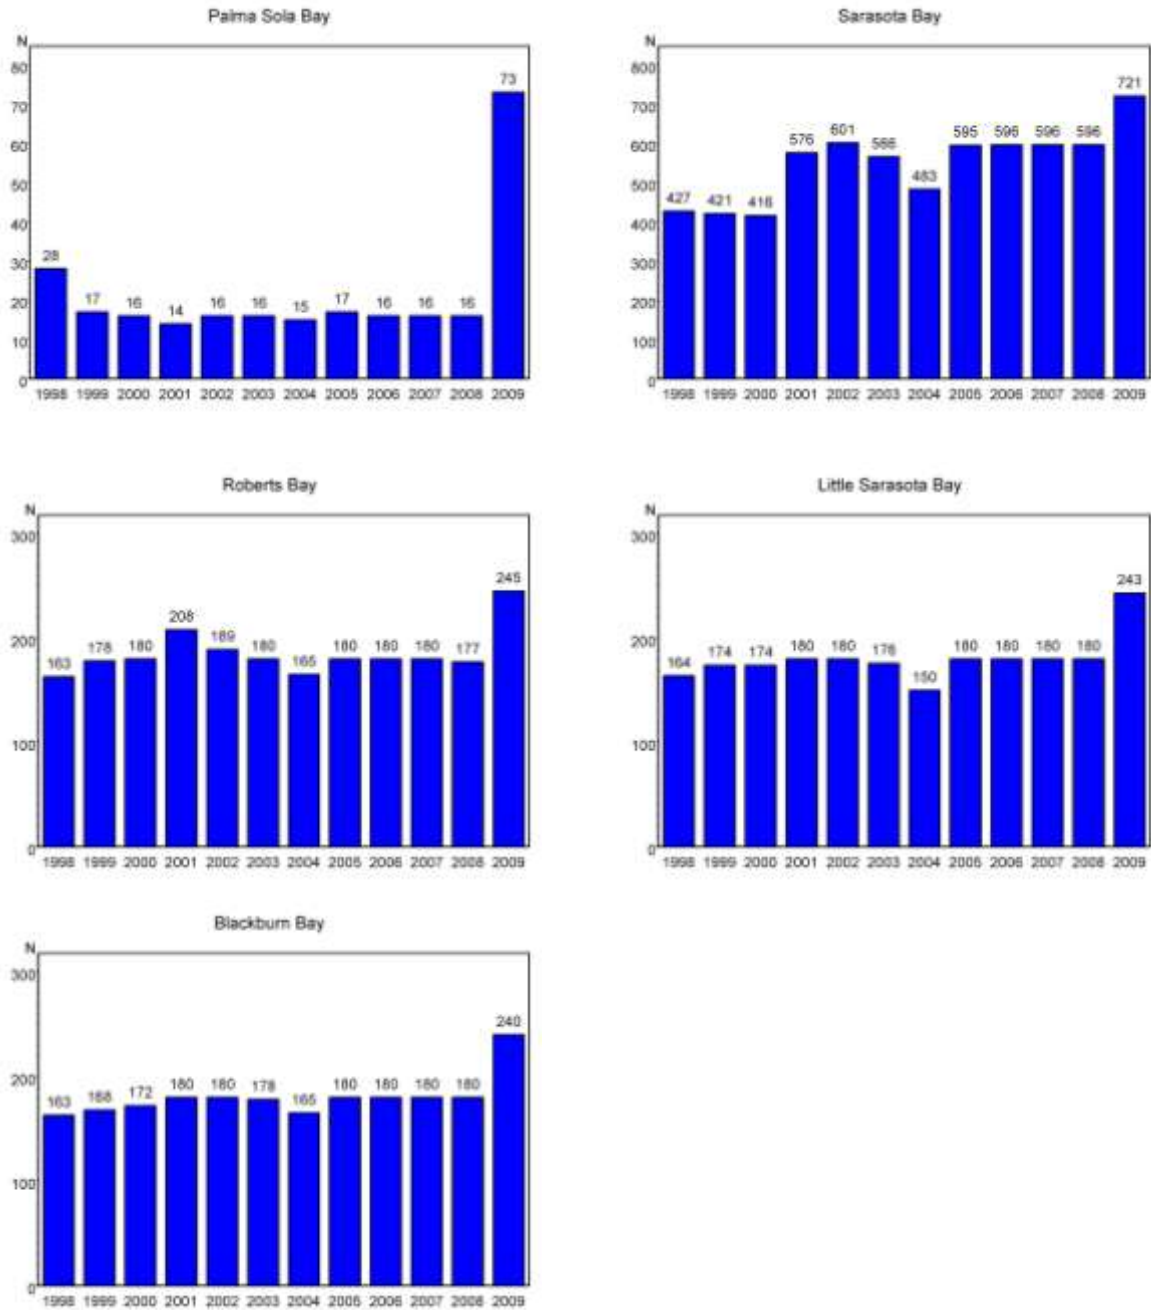 Palma Sola Bay
N
80
70
60
50
40
30
20
10
0
28 17 16 14 16 16 15 17 16 16 16 73
1998 1999 2000 2001 2002 2003 2004 2005 2006 2007 2008 2009
Sarasota Bay
N
800
700
600
500
400
300
200
100
0
427 421 416 576 601 566 483 595 596 596 596 721
1998 1999 2000 2001 2002 2003 2004 2005 2006 2007 2008 2009
Roberts Bay
N
300
200
100
0
163 178 180 208 189 180 165 180 180 180 177 245
1998 1999 2000 2001 2002 2003 2004 2005 2006 2007 2008 2009
Little Sarasota Bay
N
300
200
100
0
164 174 174 180 180 176 150 180 180 180 180 243
1998 1999 2000 2001 2002 2003 2004 2005 2006 2007 2008 2009
Blackburn Bay
N
300
200
100
0
163 168 172 180 180 178 165 180 180 180 180 240
1998 1999 2000 2001 2002 2003 2004 2005 2006 2007 2008 2009